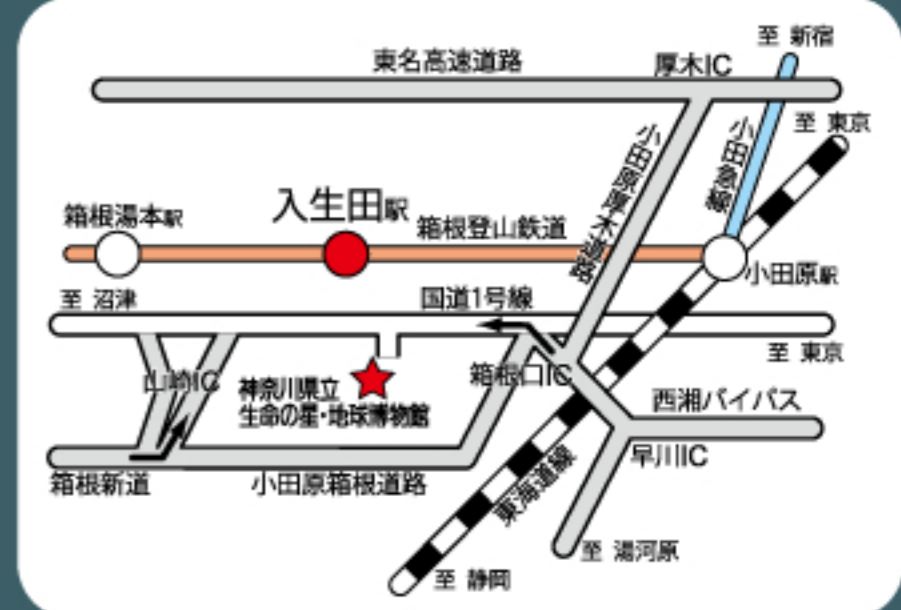 至 新宿
東名高速道路
厚木IC
至 東京
小田原厚木道路
小田急線
箱根湯本駅
入生田駅
箱根登山鉄道
小田原駅
至 沼津
国道1号線
至 東京
山崎IC
神奈川県立
生命の星・地球博物館
箱根口IC
西湘バイパス
早川IC
箱根新道
小田原箱根道路
東海道線
至 湯河原
至 静岡